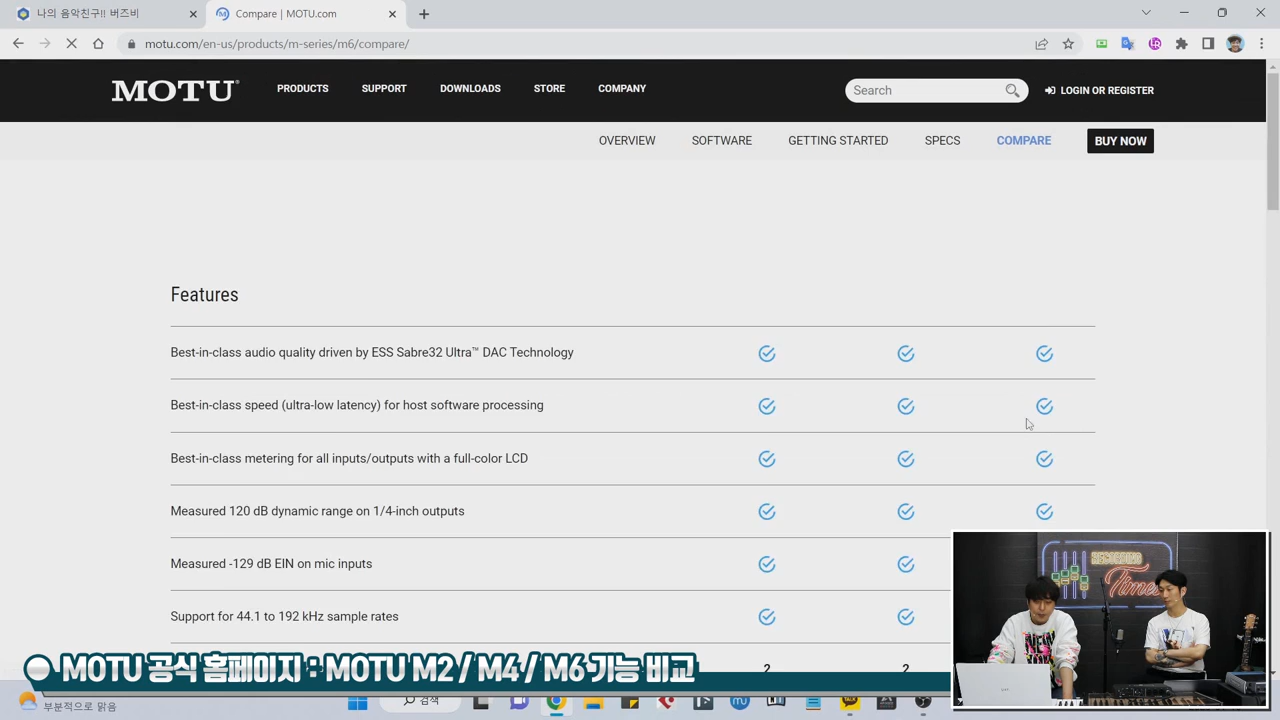 나의 음악친구!! 버즈비
Compare | MOTU.com
motu.com/en-us/products/m-series/m6/compare/
MOTU®
PRODUCTS
SUPPORT
DOWNLOADS
STORE
COMPANY
Search
LOGIN OR REGISTER
OVERVIEW
SOFTWARE
GETTING STARTED
SPECS
COMPARE
BUY NOW
Features
Best-in-class audio quality driven by ESS Sabre32 Ultra™ DAC Technology
Best-in-class speed (ultra-low latency) for host software processing
Best-in-class metering for all inputs/outputs with a full-color LCD
Measured 120 dB dynamic range on 1/4-inch outputs
Measured -129 dB EIN on mic inputs
Support for 44.1 to 192 kHz sample rates
2 2
RECORDING
Times
MOTU 공식 홈페이지 : MOTU M2 / M4 / M6 기능 비교
부분적으로 맑음